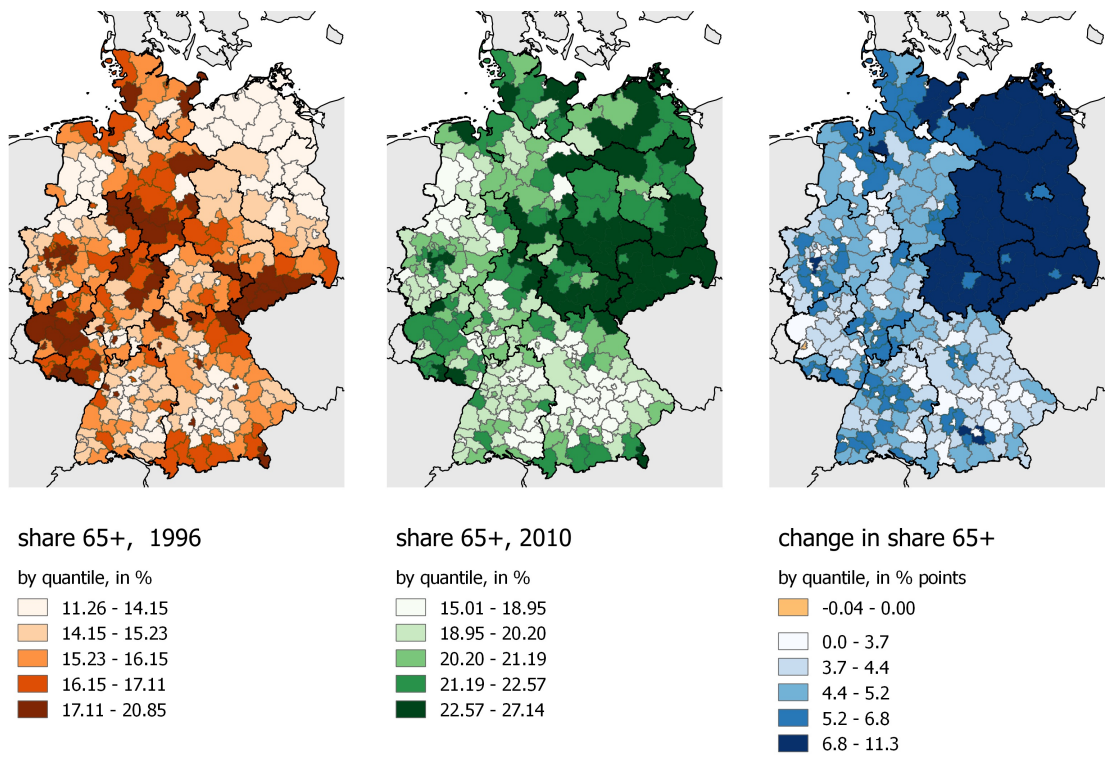 share 65+,  1996
by quantile, in %
11.26 - 14.15
14.15 - 15.23
15.23 - 16.15
16.15 - 17.11
17.11 - 20.85
share 65+, 2010
by quantile, in %
15.01 - 18.95
18.95 - 20.20
20.20 - 21.19
21.19 - 22.57
22.57 - 27.14
change in share 65+
by quantile, in % points
-0.04 - 0.00
0.0 - 3.7
3.7 - 4.4
4.4 - 5.2
5.2 - 6.8
6.8 - 11.3